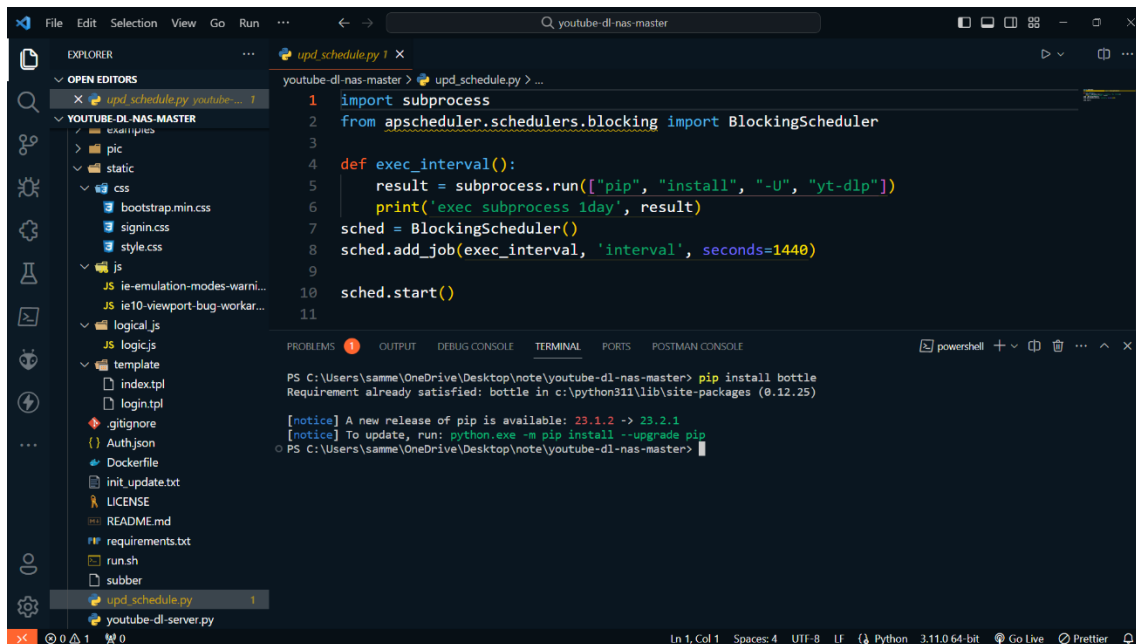 File Edit Selection View Go Run ···
youtube-dl-nas-master
EXPLORER ···
OPEN EDITORS
upd_schedule.py youtube-... 1
YOUTUBE-DL-NAS-MASTER
examples
pic
static
css
bootstrap.min.css
signin.css
style.css
js
JS ie-emulation-modes-warni...
JS ie10-viewport-bug-workar...
logical_js
JS logic.js
template
index.tpl
login.tpl
.gitignore
{} Auth.json
Dockerfile
init_update.txt
LICENSE
README.md
requirements.txt
run.sh
subber
upd_schedule.py 1
youtube-dl-server.py
upd_schedule.py 1
youtube-dl-nas-master > upd_schedule.py > ...
1 import subprocess
2 from apscheduler.schedulers.blocking import BlockingScheduler
3
4 def exec_interval():
5 result = subprocess.run(["pip", "install", "-U", "yt-dlp"])
6 print('exec subprocess 1day', result)
7 sched = BlockingScheduler()
8 sched.add_job(exec_interval, 'interval', seconds=1440)
9
10 sched.start()
11
PROBLEMS 1 OUTPUT DEBUG CONSOLE TERMINAL PORTS POSTMAN CONSOLE powershell
PS C:\Users\samme\OneDrive\Desktop\note\youtube-dl-nas-master> pip install bottle
Requirement already satisfied: bottle in c:\python311\lib\site-packages (0.12.25)
[notice] A new release of pip is available: 23.1.2 -> 23.2.1
[notice] To update, run: python.exe -m pip install --upgrade pip
PS C:\Users\samme\OneDrive\Desktop\note\youtube-dl-nas-master>
0 1 0 Ln 1, Col 1 Spaces: 4 UTF-8 LF Python 3.11.0 64-bit Go Live Prettier